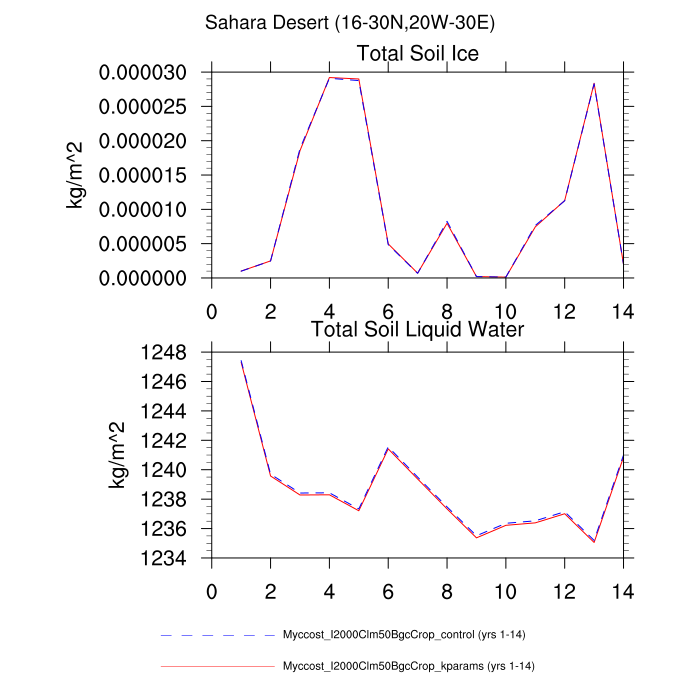 Sahara Desert (16-30N,20W-30E)
Total Soil Ice
0.000030
0.000025
0.000020
0.000015
0.000010
0.000005
0.000000
kg/m^2
0 2 4 6 8 10 12 14
Total Soil Liquid Water
1248
1246
1244
1242
1240
1238
1236
1234
kg/m^2
0 2 4 6 8 10 12 14
Myccost_I2000Clm50BgcCrop_control (yrs 1-14)
Myccost_I2000Clm50BgcCrop_kparams (yrs 1-14)